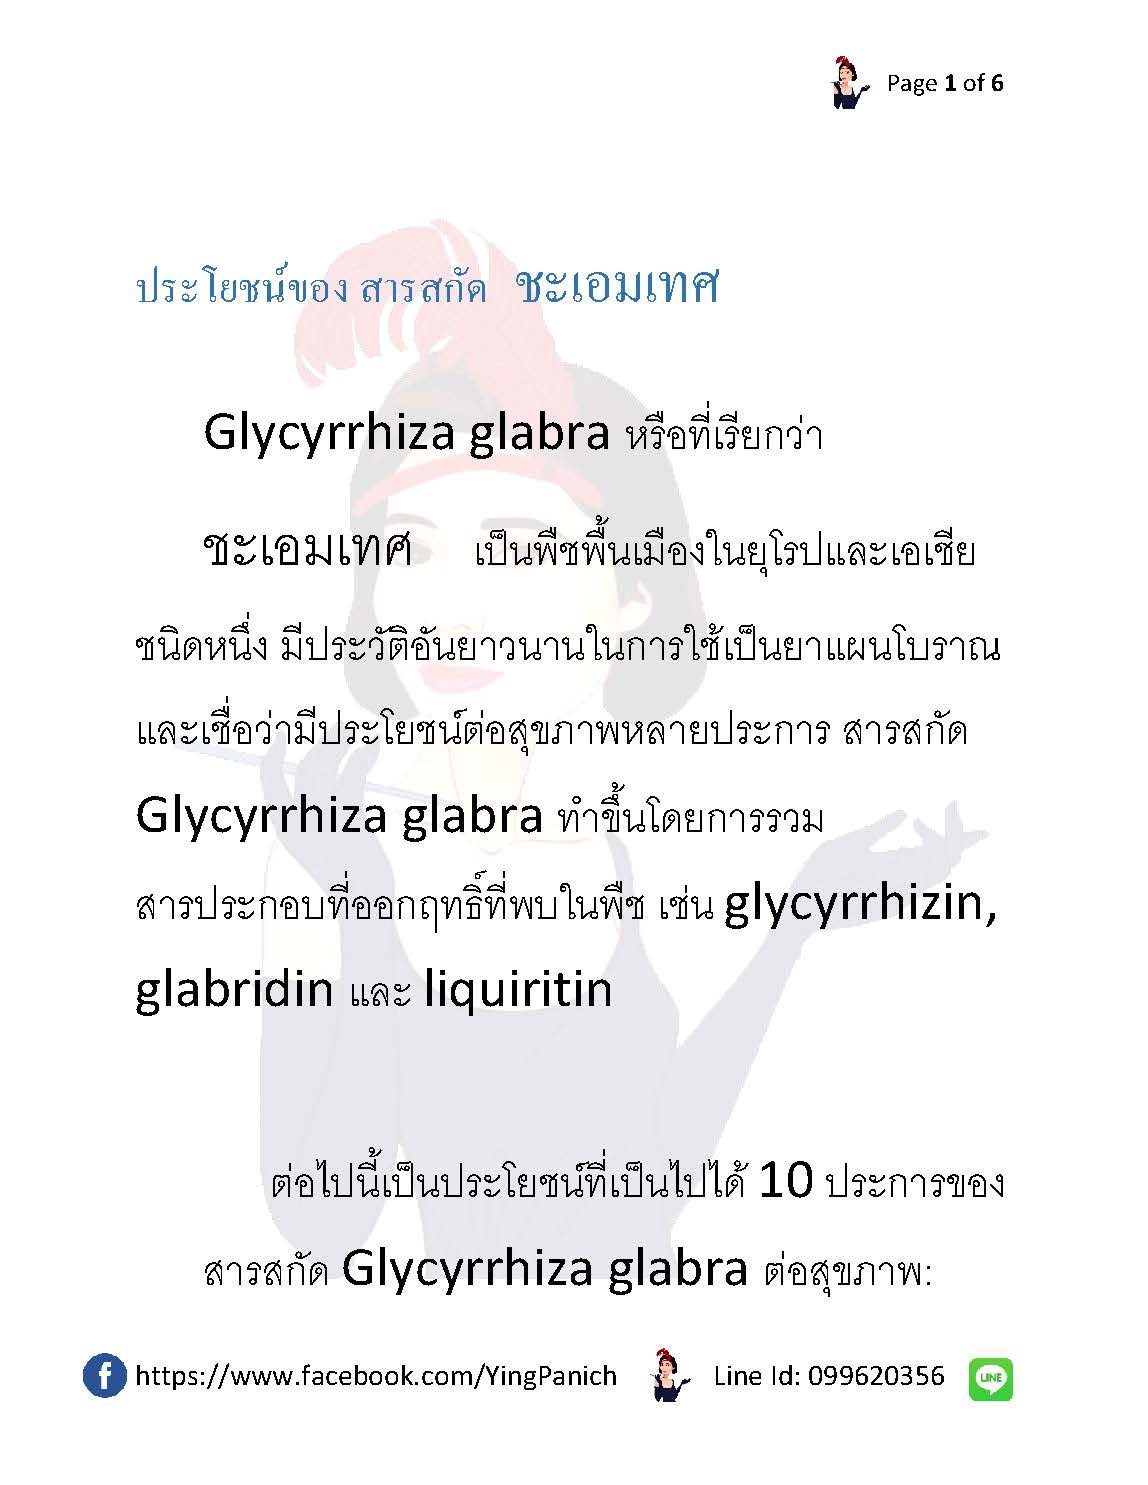 Page 1 of 6
ประโยชน์ของ สารสกัด ชะเอมเทศ
Glycyrrhiza glabra หรือที่เรียกว่า
ชะเอมเทศ เป็นพืชพื้นเมืองในยุโรปและเอเชีย
ชนิดหนึ่ง มีประวัติอันยาวนานในการใช้เป็นยาแผนโบราณ
และเชื่อว่ามีประโยชน์ต่อสุขภาพหลายประการ สารสกัด
Glycyrrhiza glabra ทำขึ้นโดยการรวม
สารประกอบที่ออกฤทธิ์ที่พบในพืช เช่น glycyrrhizin,
glabridin และ liquiritin
ต่อไปนี้เป็นประโยชน์ที่เป็นไปได้ 10 ประการของ
สารสกัด Glycyrrhiza glabra ต่อสุขภาพ:
f https://www.facebook.com/YingPanich Line Id: 099620356 LINE